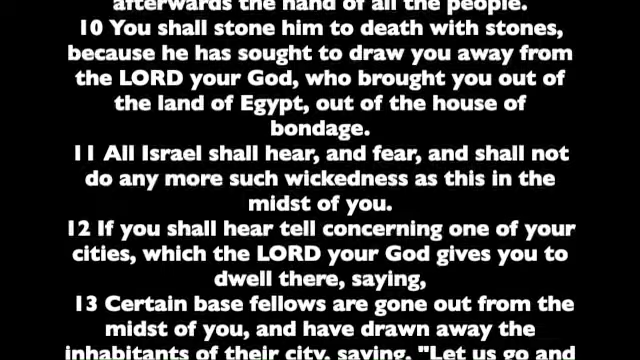 afterwards the hand of all the people.
10 You shall stone him to death with stones,
because he has sought to draw you away from
the LORD your God, who brought you out of
the land of Egypt, out of the house of
bondage.
11 All Israel shall hear, and fear, and shall not
do any more such wickedness as this in the
midst of you.
12 If you shall hear tell concerning one of your
cities, which the LORD your God gives you to
dwell there, saying,
13 Certain base fellows are gone out from the
midst of you, and have drawn away the
inhabitants of their city, saying, "Let us go and